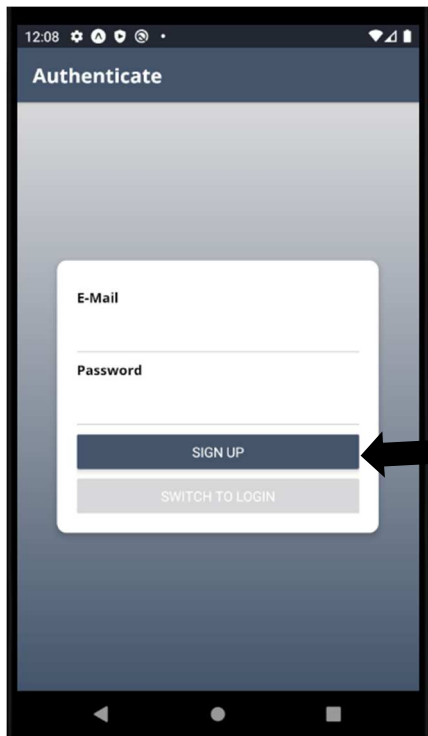 12:08
Authenticate
E-Mail
Password
SIGN UP
SWITCH TO LOGIN